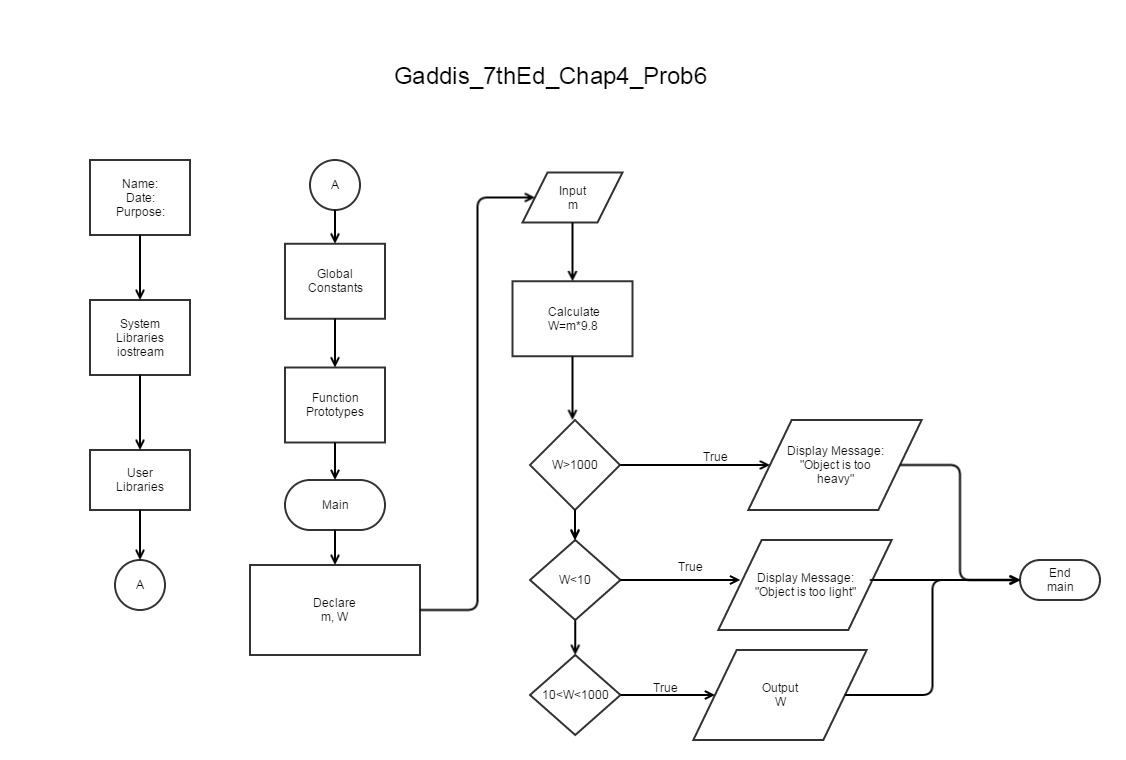 Gaddis_7thEd_Chap4_Prob6
Name:
Date:
Purpose:
System
Libraries
iostream
User
Libraries
A
A
Global
Constants
Function
Prototypes
Main
Declare
m, W
Input
m
Calculate
W=m*9.8
W>1000
True
Display Message:
"Object is too
heavy"
W<10
True
Display Message:
"Object is too light"
10<W<1000
True
Output
W
End
main